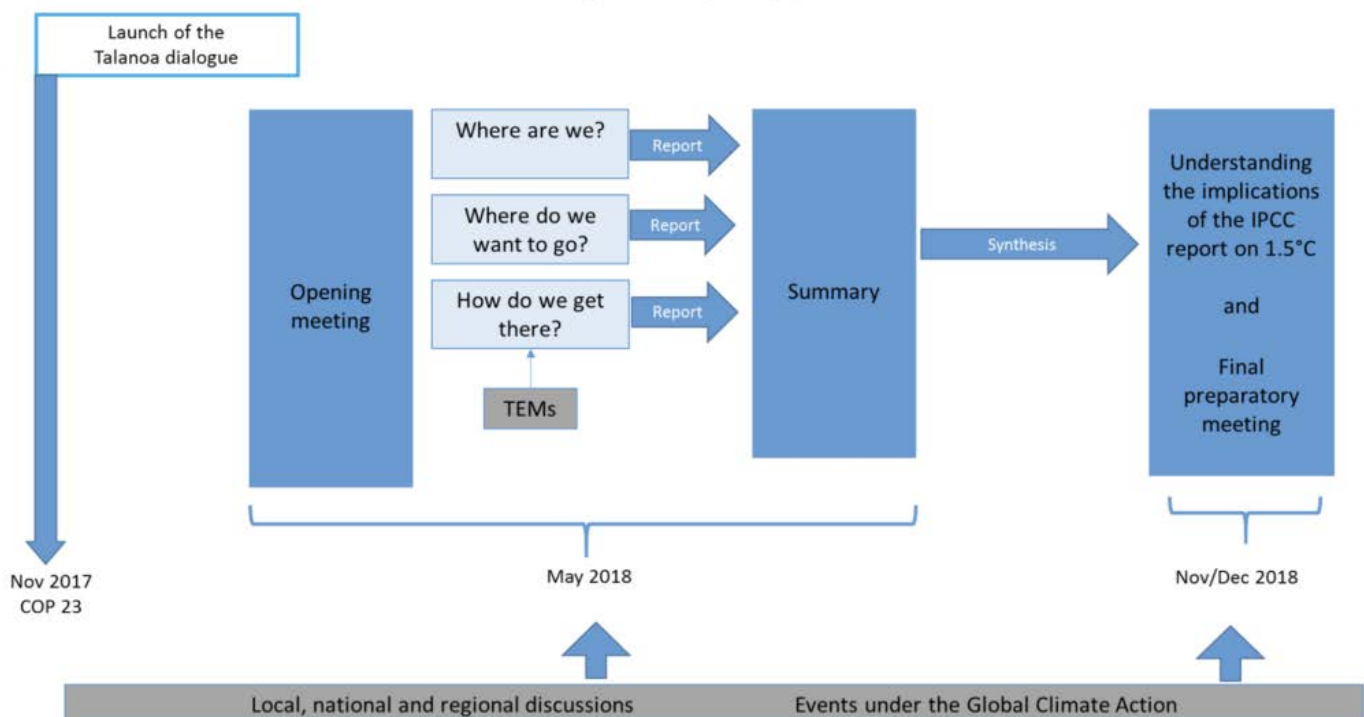 Launch of the
Talanoa dialogue
Opening
meeting
Where are we?
Report
Where do we
want to go?
Report
How do we get
there?
Report
TEMs
Summary
Synthesis
Understanding
the implications
of the IPCC
report on 1.5°C
and
Final
preparatory
meeting
Nov 2017
COP 23
May 2018
Nov/Dec 2018
Local, national and regional discussions
Events under the Global Climate Action